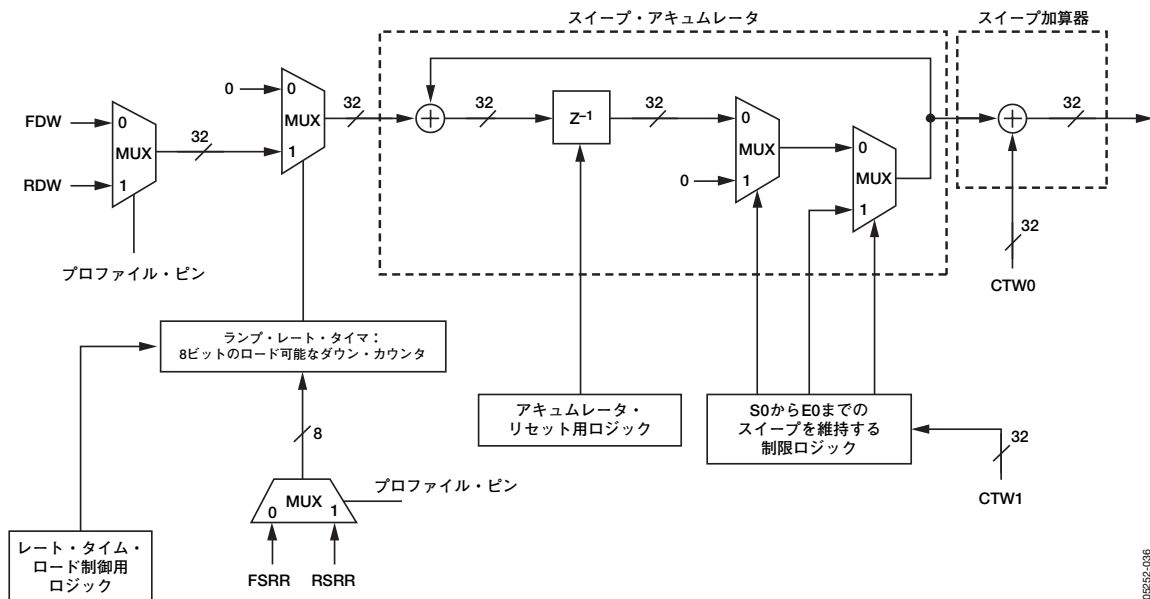 スイープ・アキュムレータ
スイープ加算器
0
0
MUX
1
32
32
Z⁻¹
32
0
MUX
1
0
0
MUX
1
32
FDW
RDW
0
MUX
1
32
プロファイル・ピン
32
CTW0
ランプ・レート・タイマ：
8ビットのロード可能なダウン・カウンタ
アキュムレータ・
リセット用ロジック
S0からE0までの
スイープを維持する
制限ロジック
32
CTW1
8
プロファイル・ピン
MUX
0 1
FSRR RSRR
レート・タイム・
ロード制御用
ロジック
05252-036